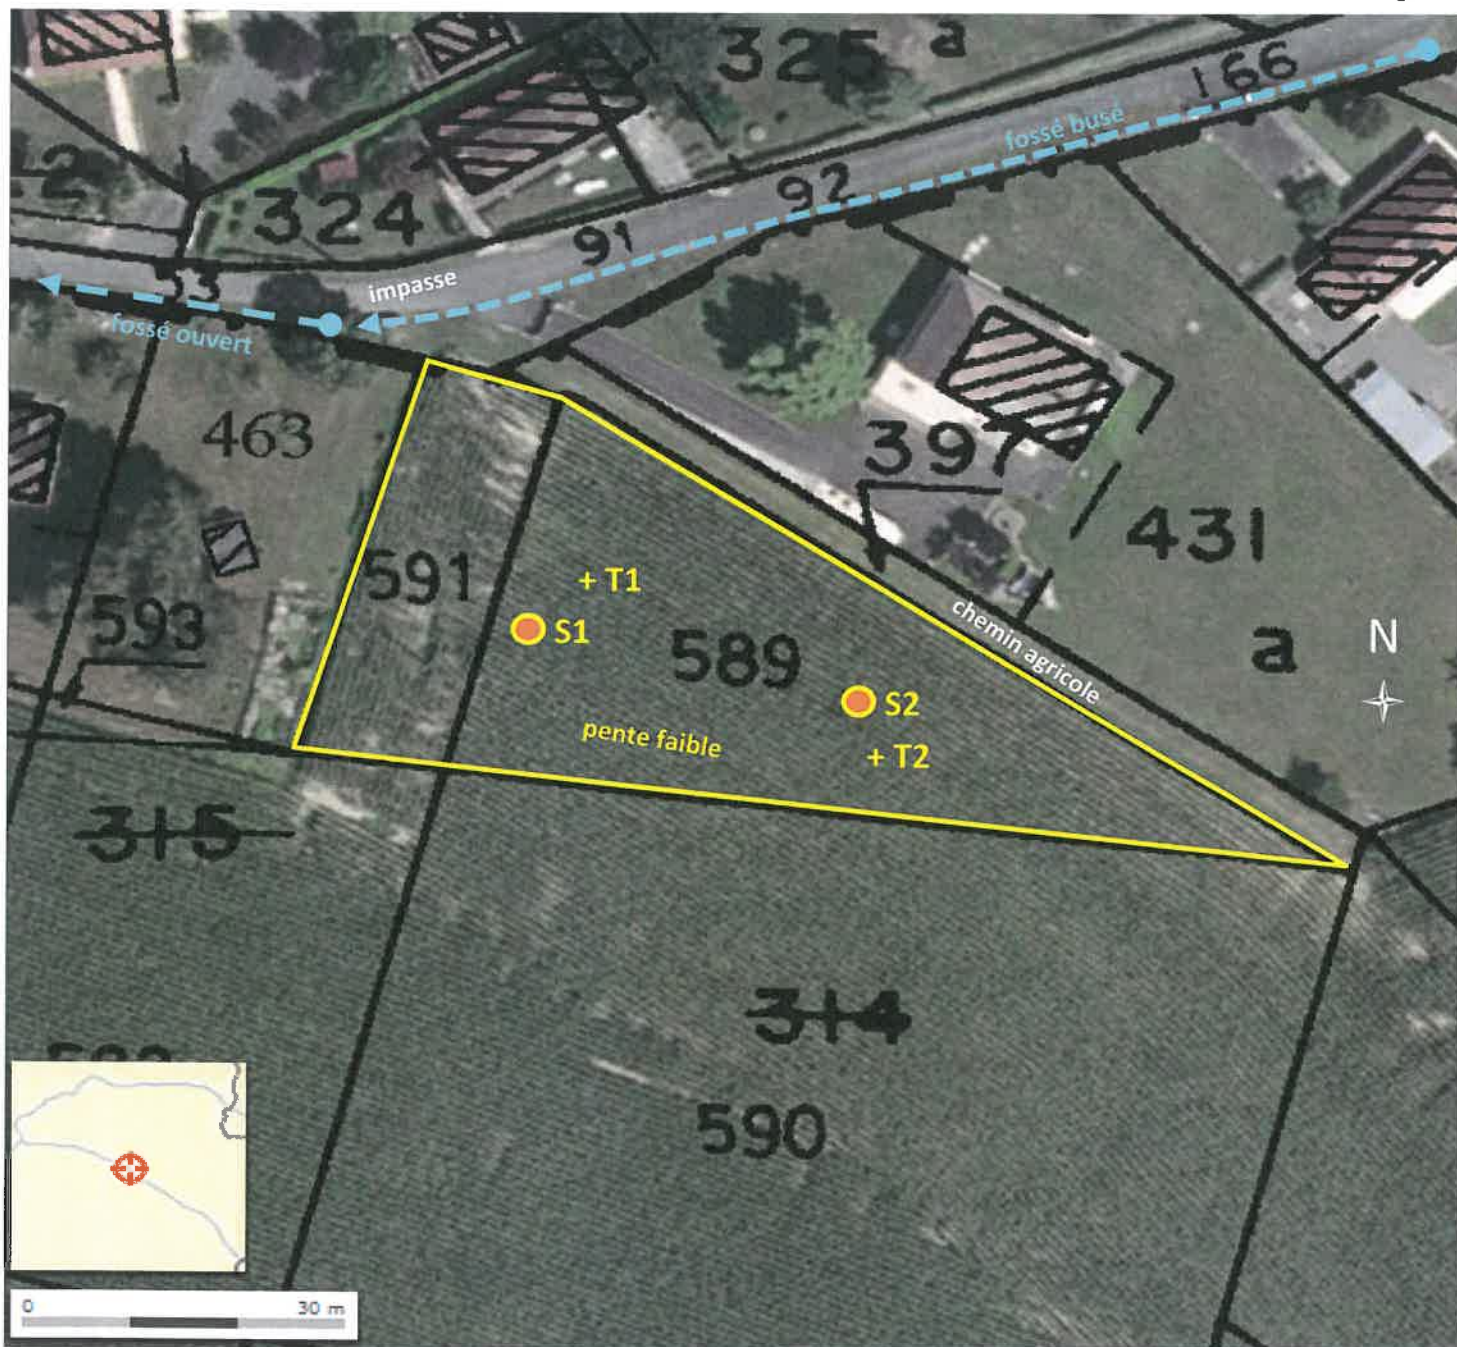 325 a
166
fossé busé
92
324
91
impasse
fossé ouvert
463
397
431
591
+ T1
593
S1
589
chemin agricole
a
N
S2
pente faible
+ T2
315
314
590
0 30 m